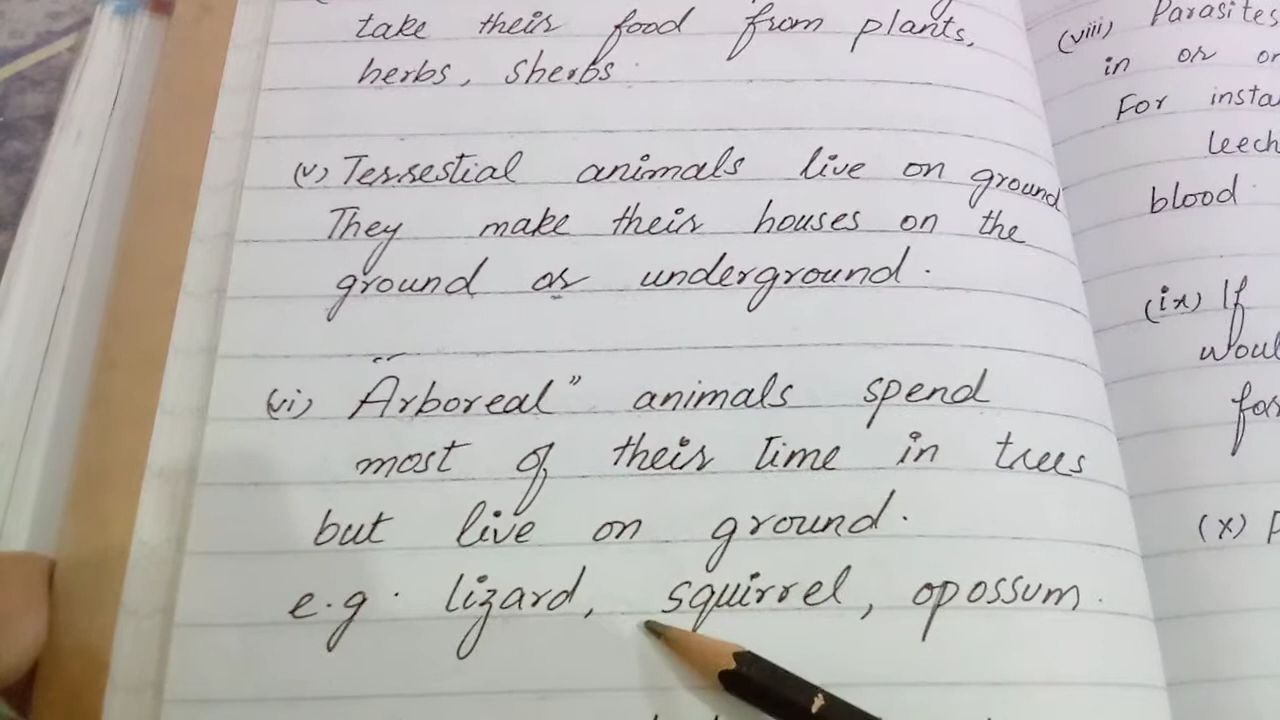 take their food from plants,
herbs, sherbs.
(v) Terrestial animals live on ground
They make their houses on the
ground or underground.
(vi) "Arboreal" animals spend
most of their time in trees
but live on ground.
e.g. lizard, squirrel, opossum.
(viii) Parasites
in or or
For insta
leech
blood
(ix) If
woul
for
(x) P